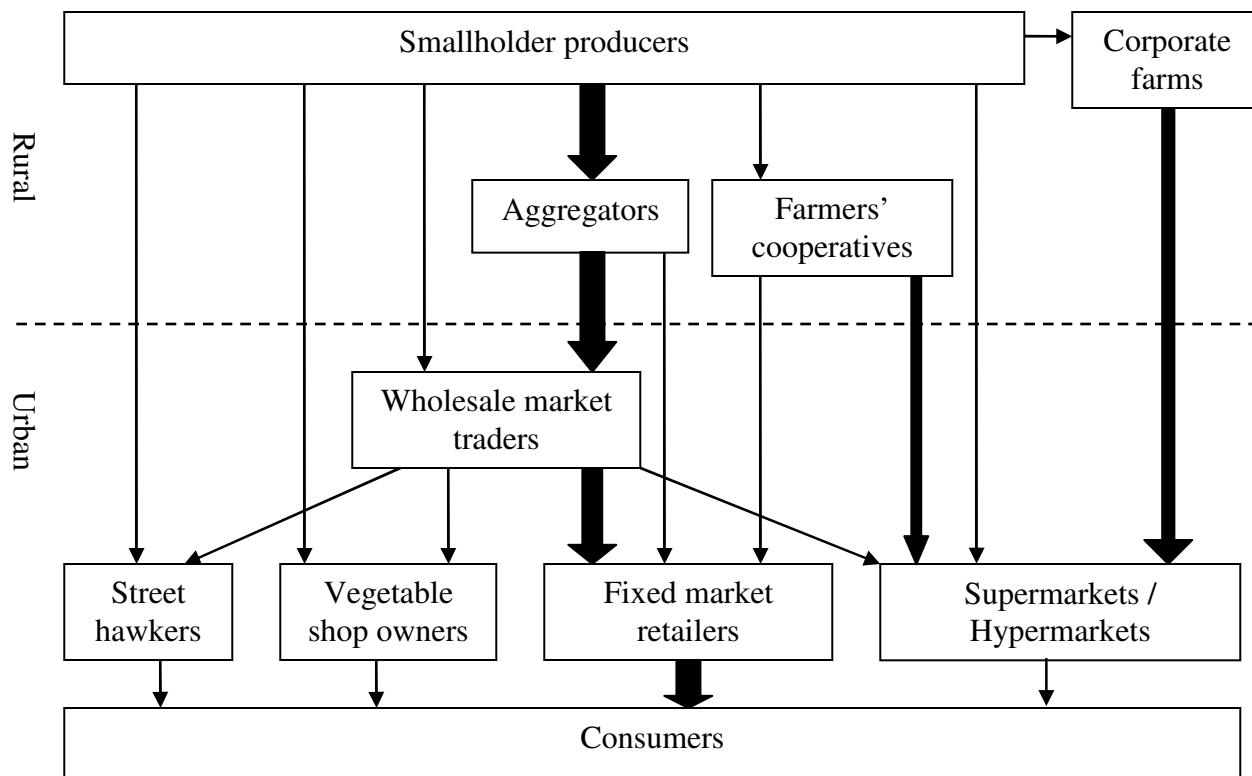 Smallholder producers
Corporate
farms
Rural
Aggregators
Farmers’
cooperatives
Urban
Wholesale market
traders
Street
hawkers
Vegetable
shop owners
Fixed market
retailers
Supermarkets /
Hypermarkets
Consumers